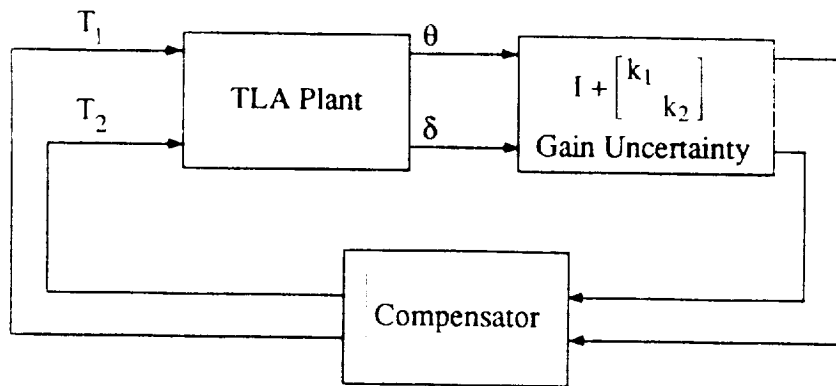 T₁
θ
TLA Plant
I + [k₁ k₂]
T₂
δ
Gain Uncertainty
Compensator